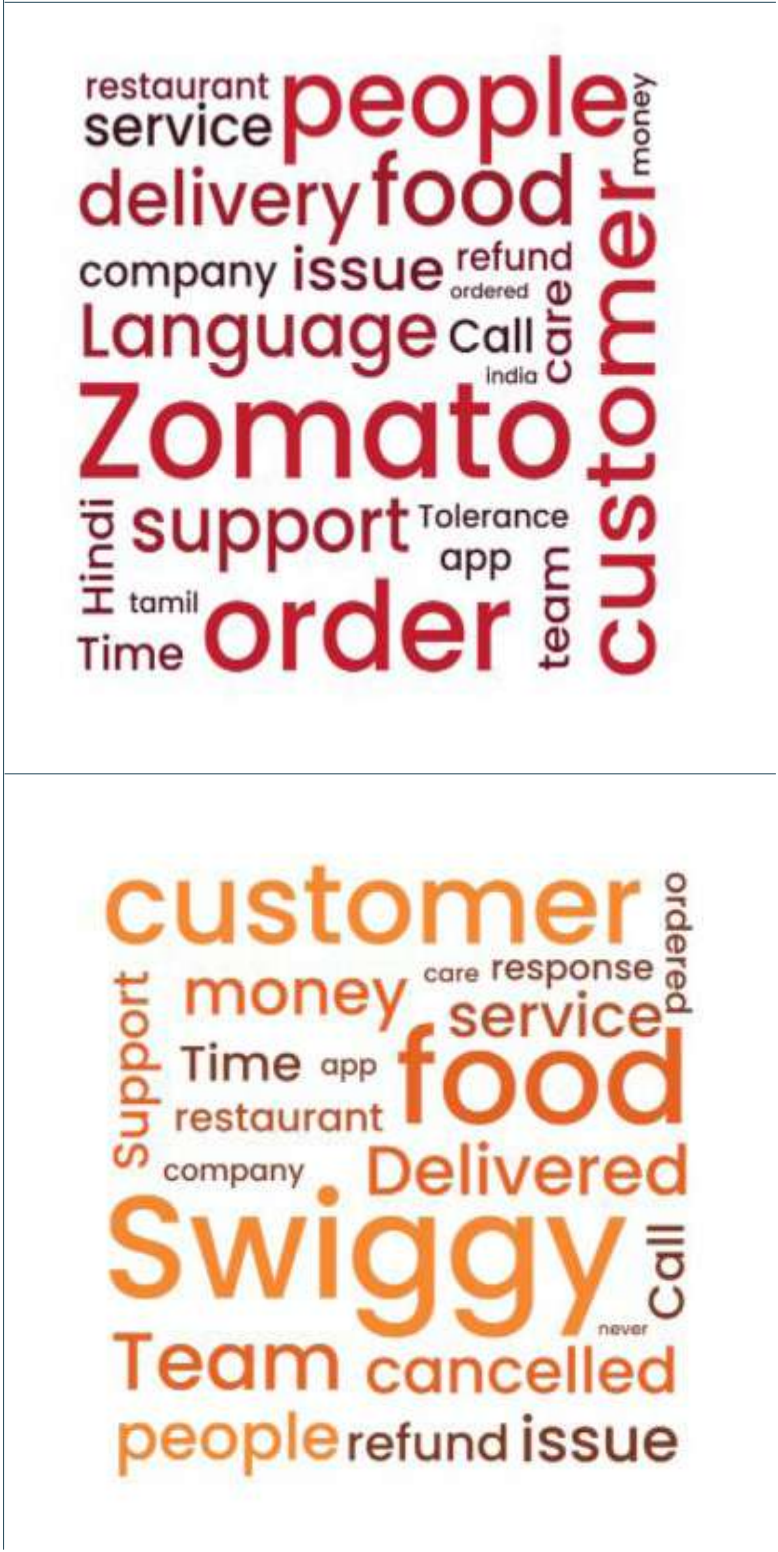 restaurant
people
money
service
delivery
food
customer
company
issue
refund
ordered
care
Language
Call
india
Zomato
Hindi
support
Tolerance
app
team
tamil
order
Time
customer
ordered
Support
money
care
response
service
Time
app
food
restaurant
company
Delivered
Swiggy
Call
never
Team
cancelled
people
refund
issue